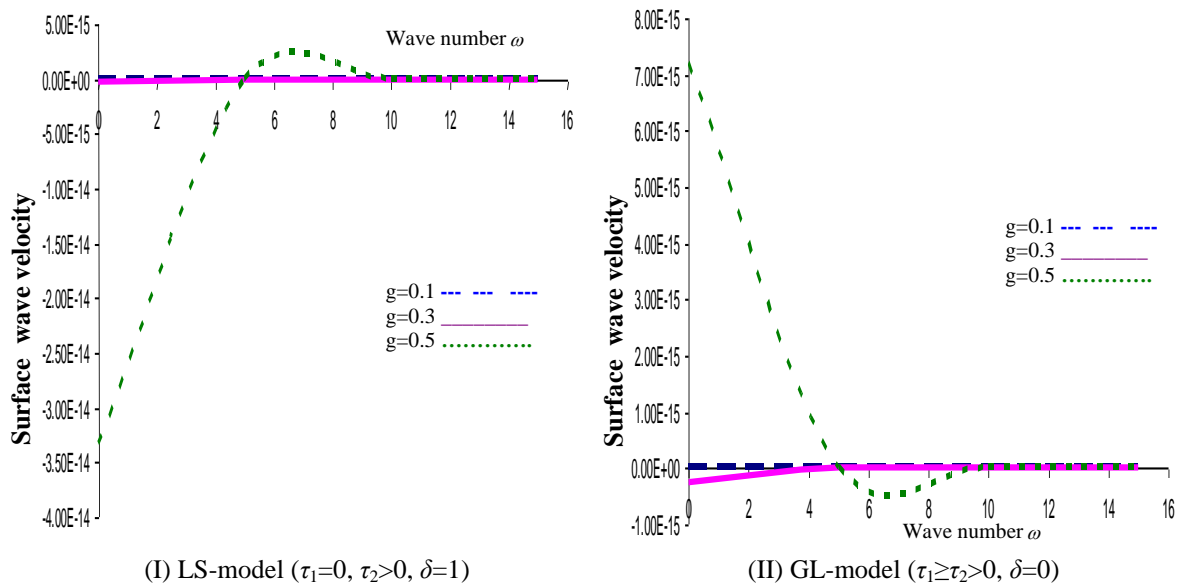 5.00E-15
0.00E+00
-5.00E-15
-1.00E-14
-1.50E-14
-2.00E-14
-2.50E-14
-3.00E-14
-3.50E-14
-4.00E-14
Surface wave velocity
Wave number ω
0 2 4 6 8 10 12 14 16
g=0.1
g=0.3
g=0.5
(I) LS-model (τ1=0, τ2>0, δ=1)
8.00E-15
7.00E-15
6.00E-15
5.00E-15
4.00E-15
3.00E-15
2.00E-15
1.00E-15
0.00E+00
-1.00E-15
Surface wave velocity
g=0.1
g=0.3
g=0.5
0 2 4 6 8 10 12 14 16
Wave number ω
(II) GL-model (τ1≥τ2>0, δ=0)